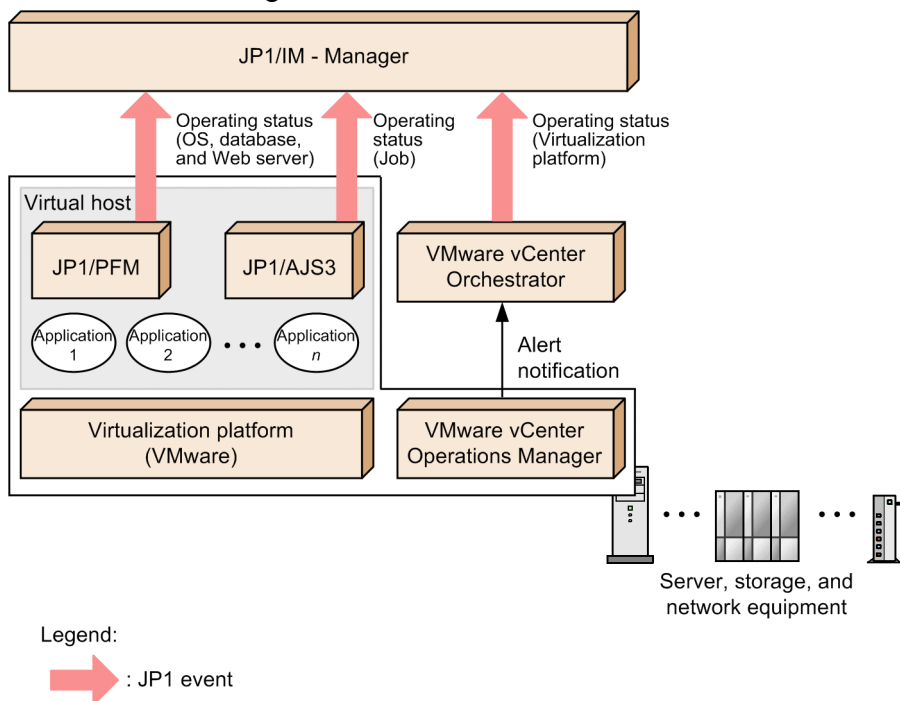 JP1/IM - Manager
Operating status
(OS, database,
and Web server)
Operating
status
(Job)
Operating status
(Virtualization
platform)
Virtual host
JP1/PFM
JP1/AJS3
VMware vCenter
Orchestrator
Application
1
Application
2
• • •
Application
n
Alert
notification
Virtualization platform
(VMware)
VMware vCenter
Operations Manager
• • •
• • •
Server, storage, and
network equipment
Legend:
: JP1 event